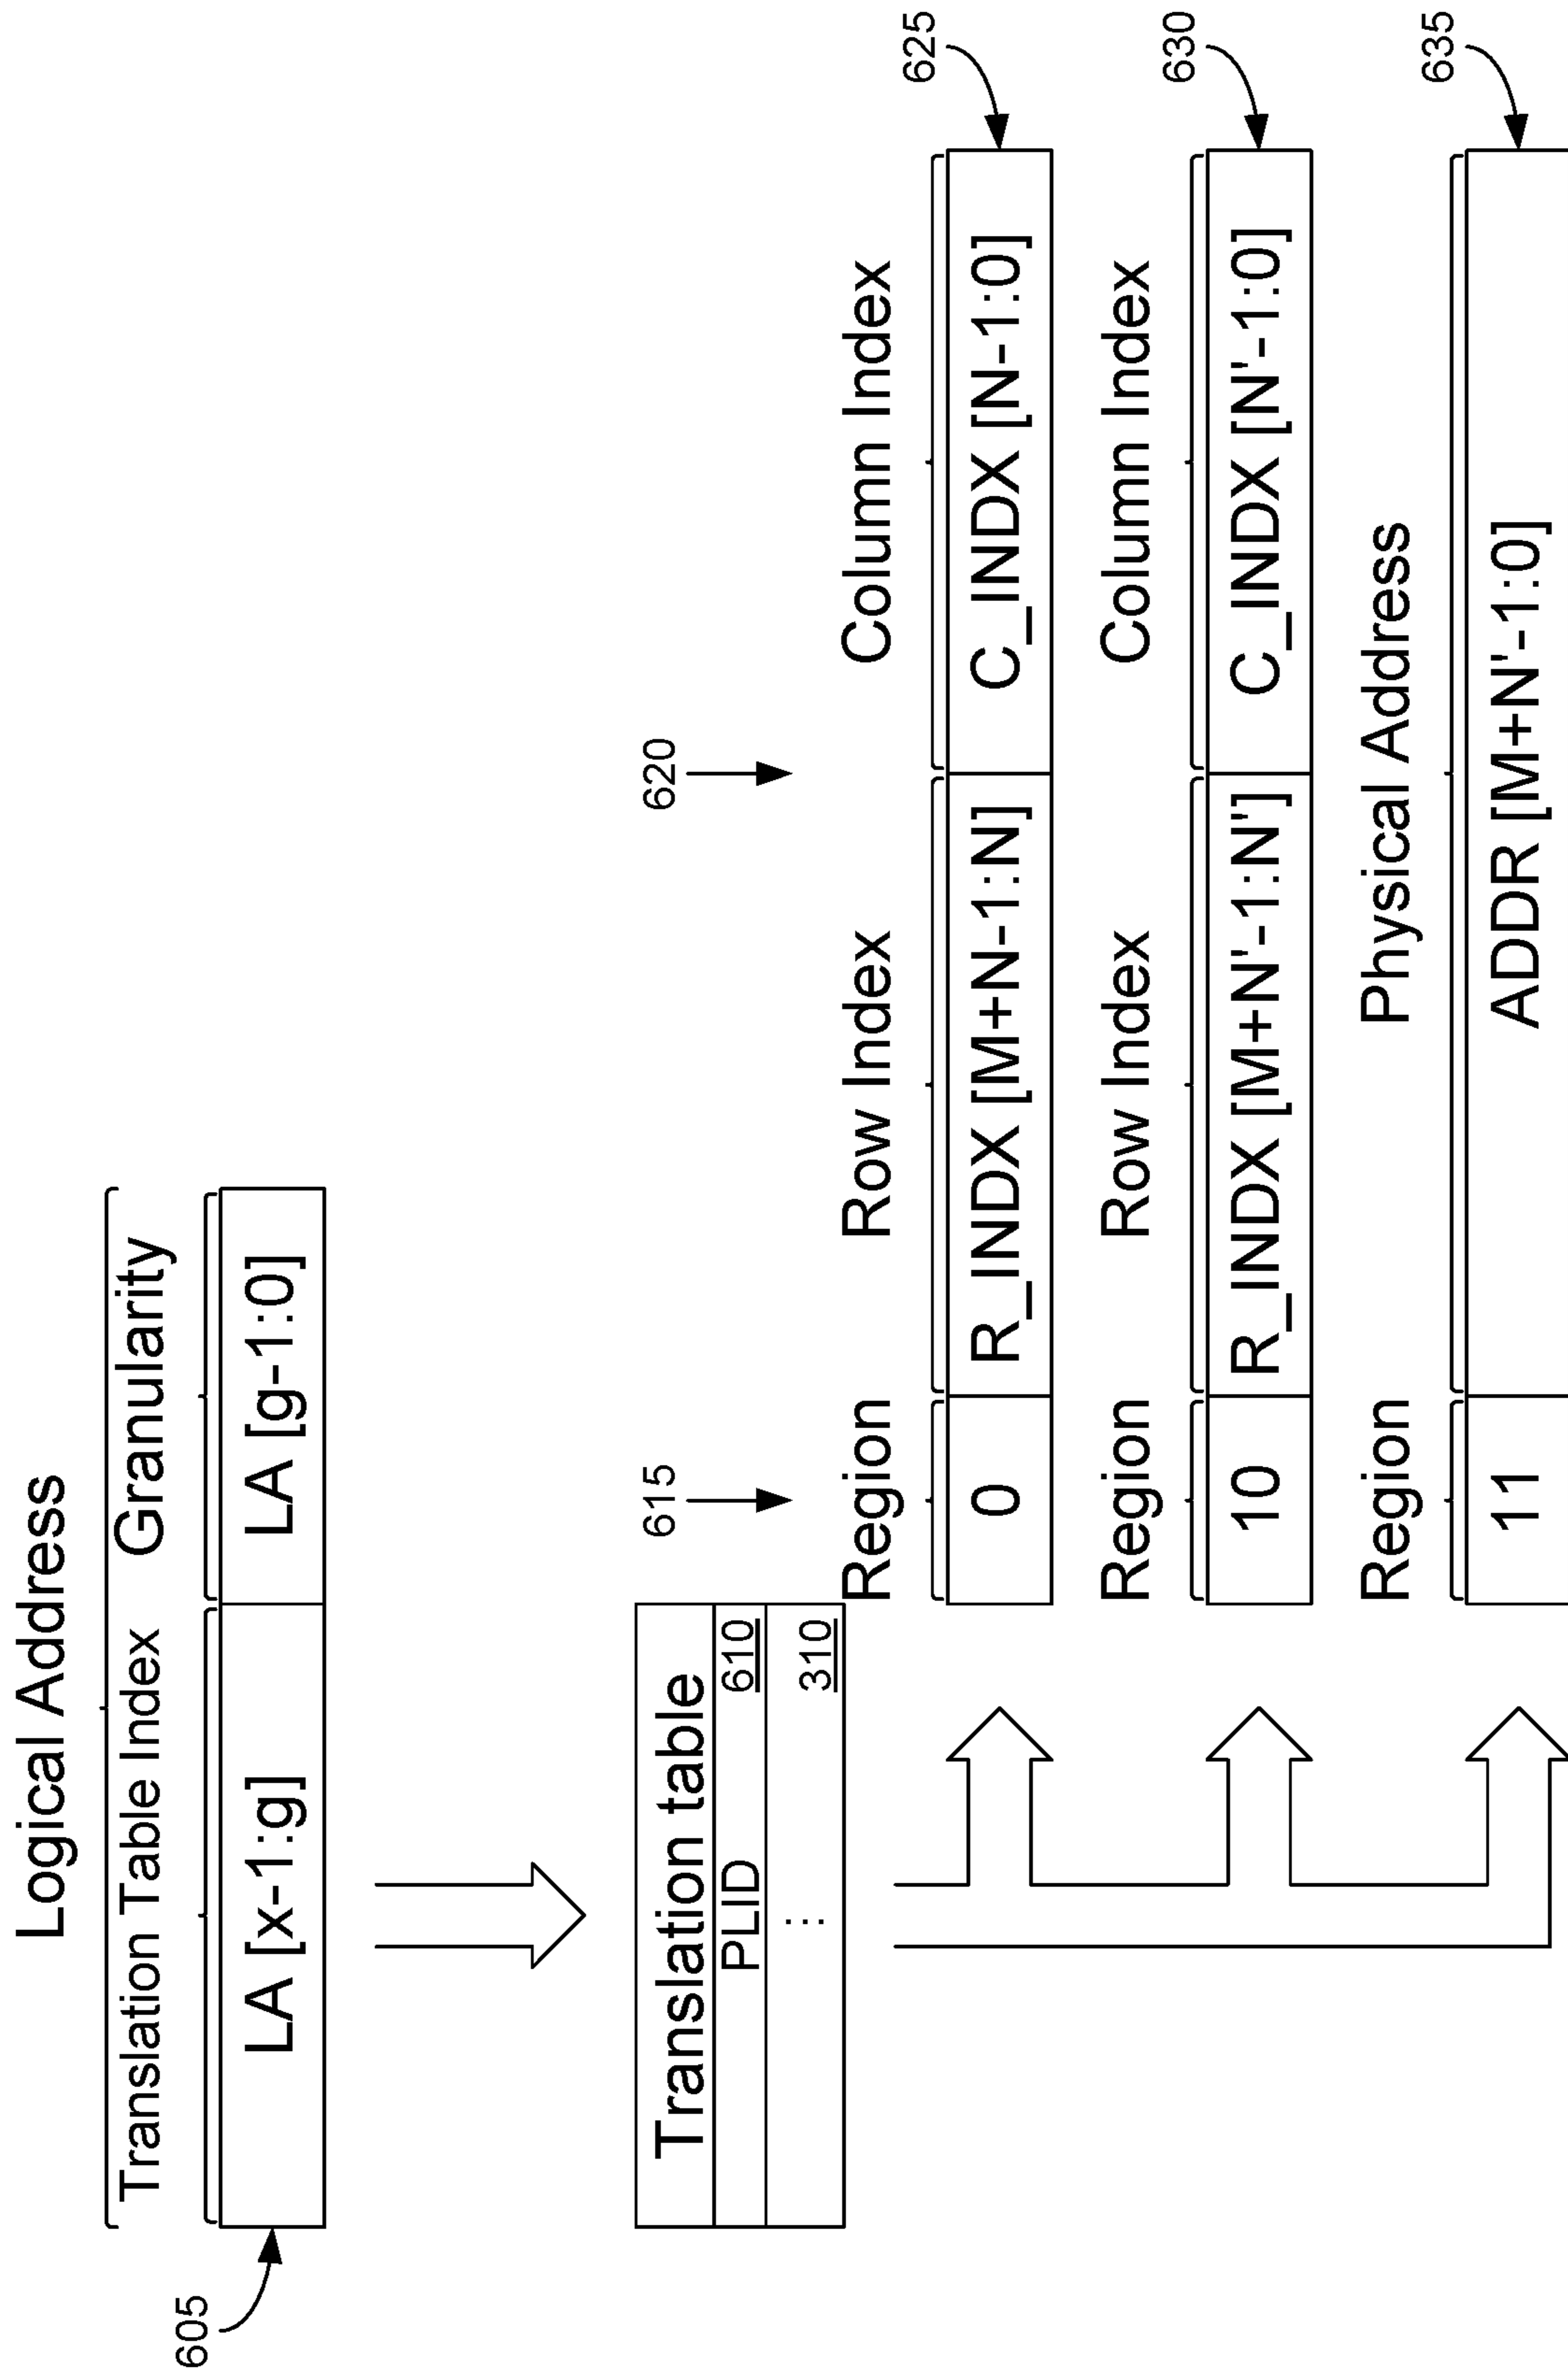 Logical Address
Translation Table Index Granularity
LA [x-1:g] LA [g-1:0]
605
Translation table
PLID 610
⋮ 310
615 620
Region Row Index Column Index
0 R_INDX [M+N-1:N] C_INDX [N-1:0]
625
Region Row Index Column Index
10 R_INDX [M+N'-1:N'] C_INDX [N'-1:0]
630
Region Physical Address
11 ADDR [M+N'-1:0]
635